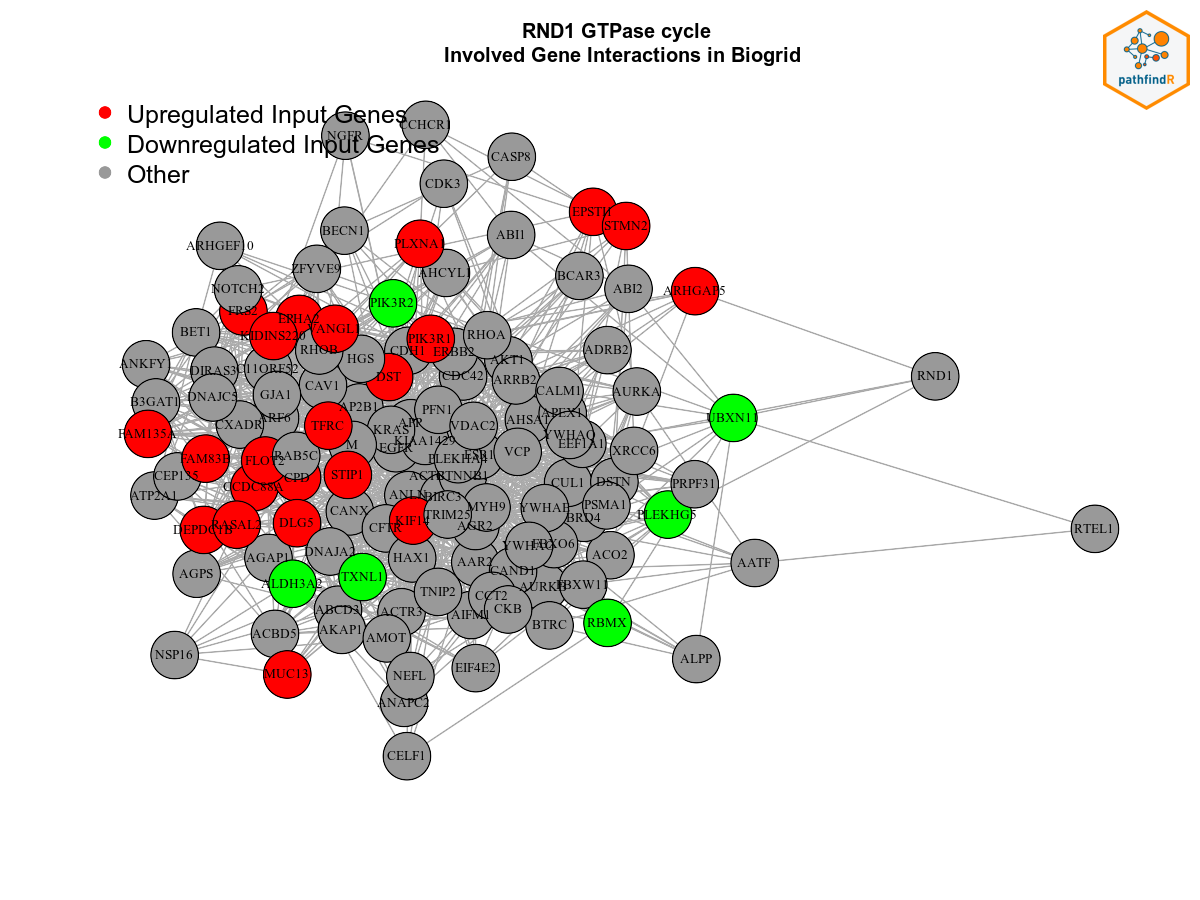 RND1 GTPase cycle
Involved Gene Interactions in Biogrid
pathfindR
Upregulated Input Genes
Downregulated Input Genes
Other
NGFR
CCHCR1
CASP8
CDK3
EPSTI1
STMN2
BECN1
ABI1
PLXNA1
ARHGEF10
ZFYVE9
AHCYL1
BCAR3
ABI2
ARHGAP5
NOTCH2
PIK3R2
FRS2
EPHA2
VANGL1
KIDINS220
BET1
PIK3R1
RHOA
RHOB
CDH1
ERBB2
ADRB2
HGS
AKT1
ANKFY
DIRAS3
C11ORF52
DST
CDC42
ARRB2
RND1
CAV1
CALM1
AURKA
B3GAT1
DNAJC5
GJA1
AP2B1
PFN1
ARF6
CXADR
TFRC
KRAS
APP
VDAC2
AHSA1
APEX1
UBXN11
FAM135A
M
EGFR
KIAA1429
YWHAQ
EEF1A1
FAM83B
FLOT2
RAB5C
PLEKHA4
ESR1
VCP
XRCC6
CEP135
CPD
STIP1
CTNNB1
CUL1
DSTN
PRPF31
CCDC88A
ATP2A1
ANLN
BIRC3
MYH9
YWHAE
PSMA1
CANX
TRIM25
PLEKHG5
DEPDC1B
RASAL2
DLG5
CFTR
KIF14
AGR2
BRD4
RTEL1
YWHAG
FBXO6
AGAP1
DNAJA2
HAX1
AAR2
ACO2
AATF
AGPS
ALDH3A2
TXNL1
CAND1
AURKB
FBXW11
TNIP2
CCT2
ABCD3
ACTR3
AIFM1
CKB
ACBD5
AKAP1
AMOT
BTRC
RBMX
NSP16
ALPP
MUC13
NEFL
EIF4E2
ANAPC2
CELF1